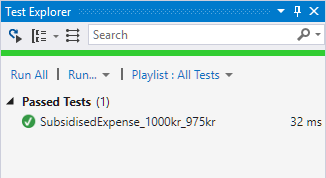 Test Explorer
Search
Run All | Run... | Playlist : All Tests
Passed Tests (1)
SubsidisedExpense_1000kr_975kr 32 ms